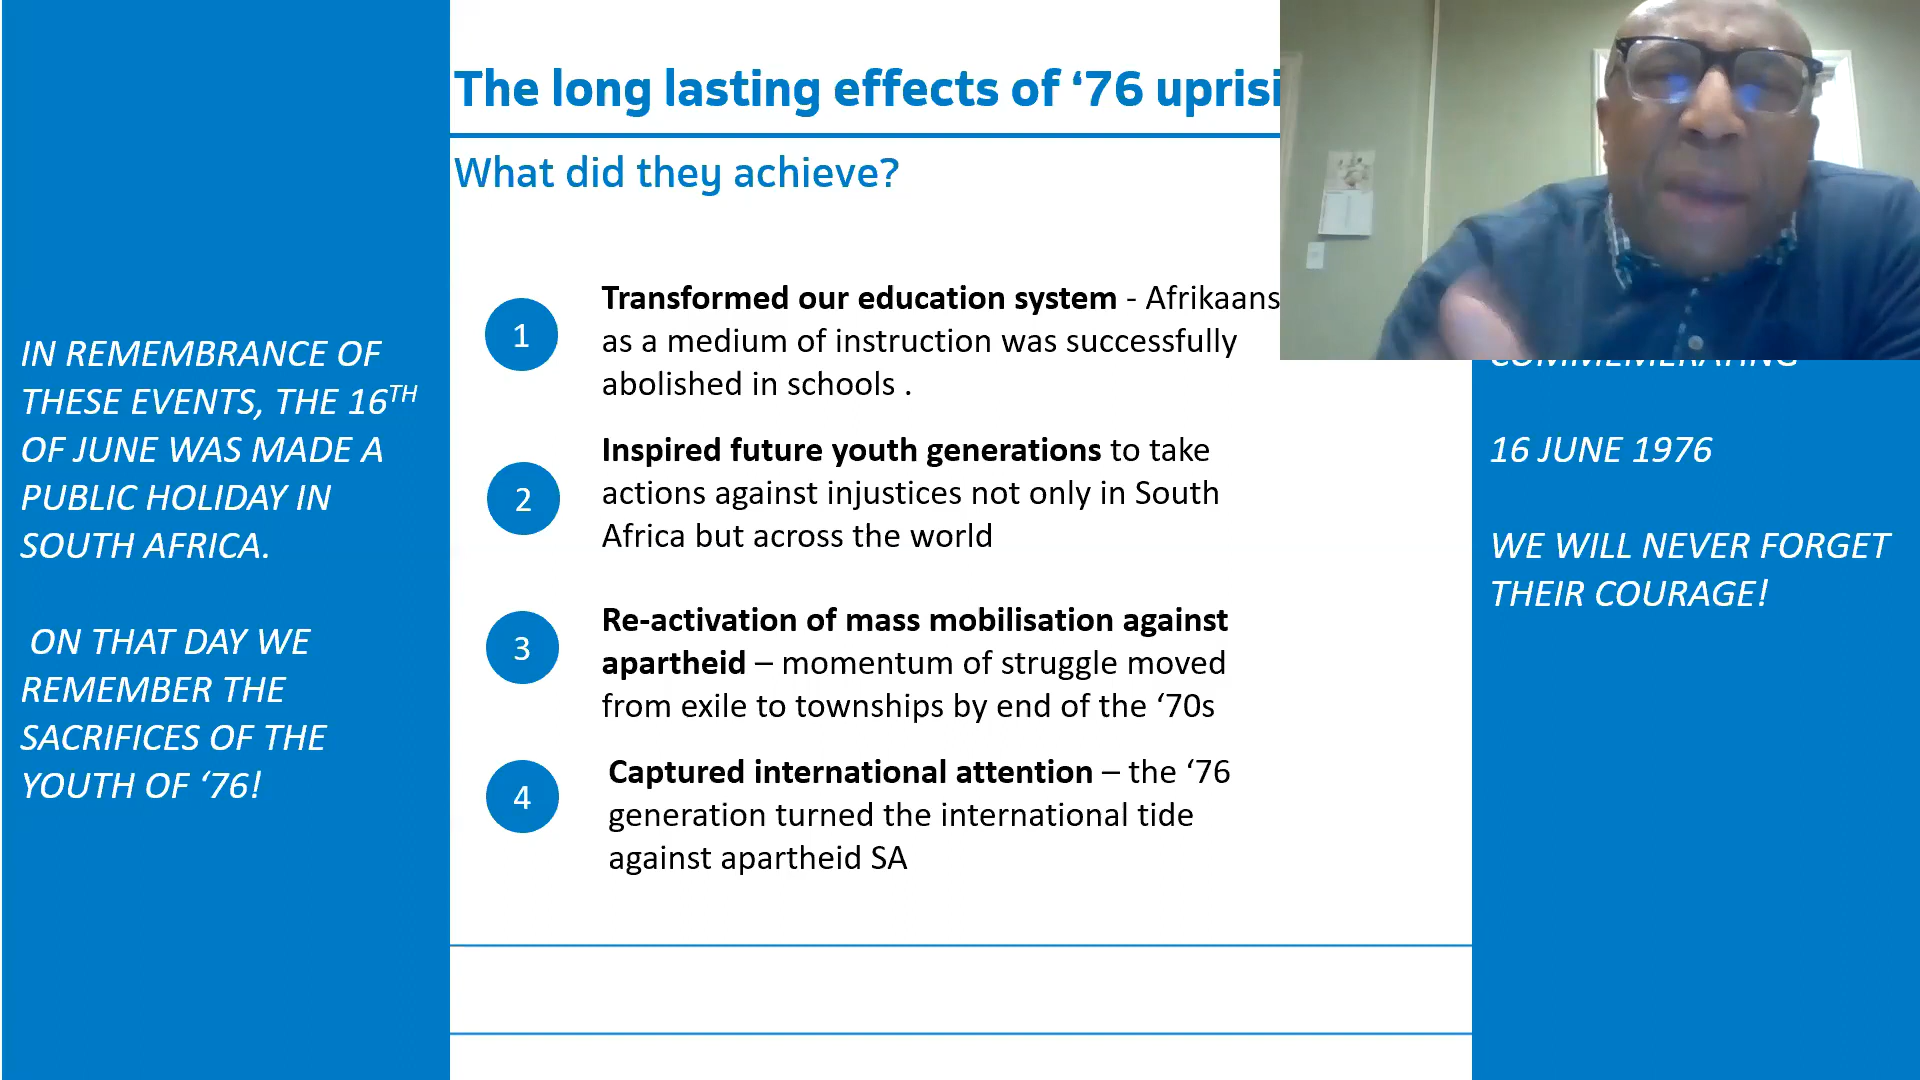 The long lasting effects of ‘76
What did they achieve?
IN REMEMBRANCE OF
THESE EVENTS, THE 16TH
OF JUNE WAS MADE A
PUBLIC HOLIDAY IN
SOUTH AFRICA.
ON THAT DAY WE
REMEMBER THE
SACRIFICES OF THE
YOUTH OF ‘76!
1
Transformed our education system - Afrikaans
as a medium of instruction was successfully
abolished in schools .
2
Inspired future youth generations to take
actions against injustices not only in South
Africa but across the world
3
Re-activation of mass mobilisation against
apartheid – momentum of struggle moved
from exile to townships by end of the ‘70s
4
Captured international attention – the ‘76
generation turned the international tide
against apartheid SA
16 JUNE 1976
WE WILL NEVER FORGET
THEIR COURAGE!